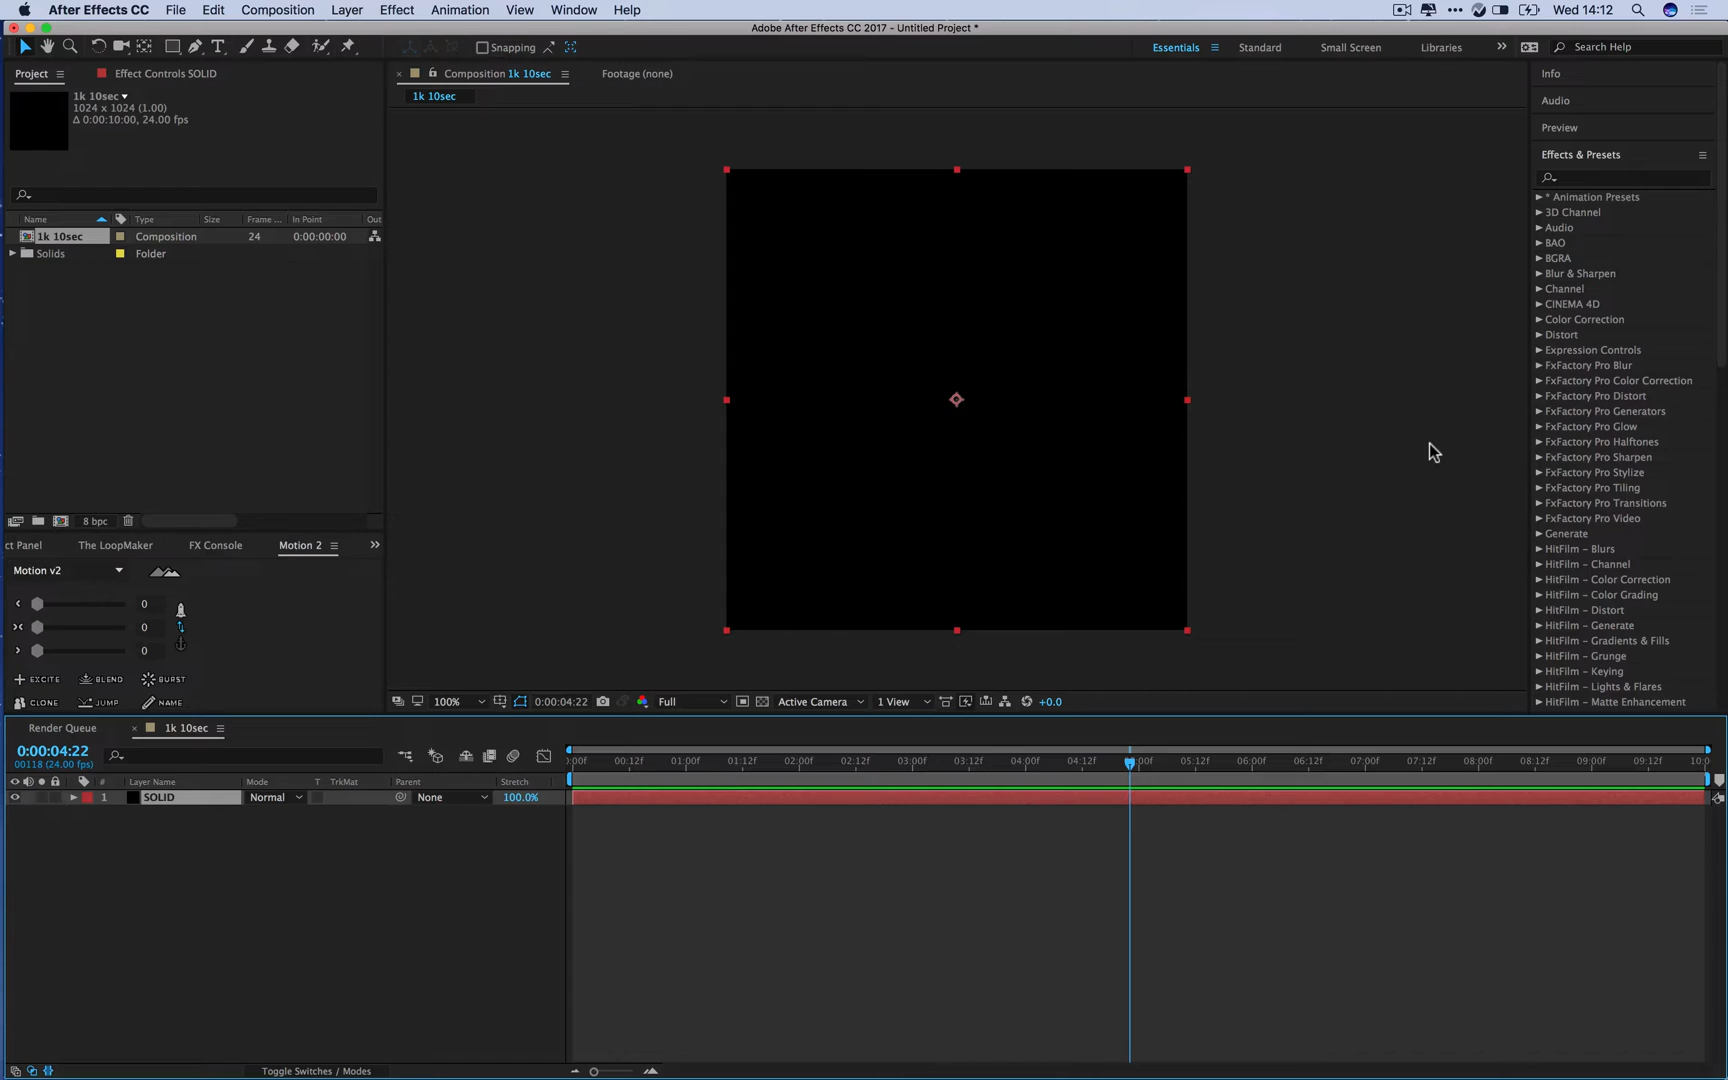 After Effects CC File Edit Composition Layer Effect Animation View Window Help Wed 14:12
Adobe After Effects CC 2017 - Untitled Project *
Snapping Essentials Standard Small Screen Libraries Search Help
Project Effect Controls SOLID
1k 10sec
1024 x 1024 (1.00)
Δ 0:00:10:00, 24.00 fps
Name Type Size Frame ... In Point Out
1k 10sec Composition 24 0:00:00:00
Solids Folder
8 bpc
ct Panel The LoopMaker FX Console Motion 2
Motion v2
0
0
0
EXCITE BLEND BURST
CLONE JUMP NAME
Composition 1k 10sec Footage (none)
1k 10sec
100% 0:00:04:22 Full Active Camera 1 View +0.0
Info
Audio
Preview
Effects & Presets
* Animation Presets
3D Channel
Audio
BAO
BGRA
Blur & Sharpen
Channel
CINEMA 4D
Color Correction
Distort
Expression Controls
FxFactory Pro Blur
FxFactory Pro Color Correction
FxFactory Pro Distort
FxFactory Pro Generators
FxFactory Pro Glow
FxFactory Pro Halftones
FxFactory Pro Sharpen
FxFactory Pro Stylize
FxFactory Pro Tiling
FxFactory Pro Transitions
FxFactory Pro Video
Generate
HitFilm - Blurs
HitFilm - Channel
HitFilm - Color Correction
HitFilm - Color Grading
HitFilm - Distort
HitFilm - Generate
HitFilm - Gradients & Fills
HitFilm - Grunge
HitFilm - Keying
HitFilm - Lights & Flares
HitFilm - Matte Enhancement
Render Queue 1k 10sec
0:00:04:22
00118 (24.00 fps)
:00f 00:12f 01:00f 01:12f 02:00f 02:12f 03:00f 03:12f 04:00f 04:12f :00f 05:12f 06:00f 06:12f 07:00f 07:12f 08:00f 08:12f 09:00f 09:12f 10:0
# Layer Name Mode T TrkMat Parent Stretch
1 SOLID Normal None 100.0%
Toggle Switches / Modes